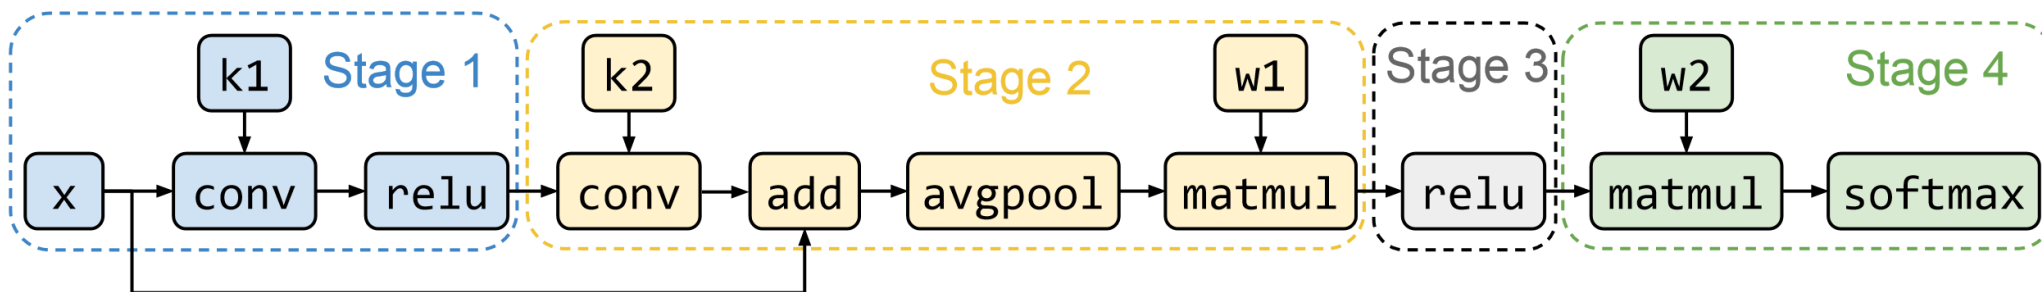 Stage 1
k1
x
conv
relu
Stage 2
k2
w1
conv
add
avgpool
matmul
Stage 3
relu
Stage 4
w2
matmul
softmax